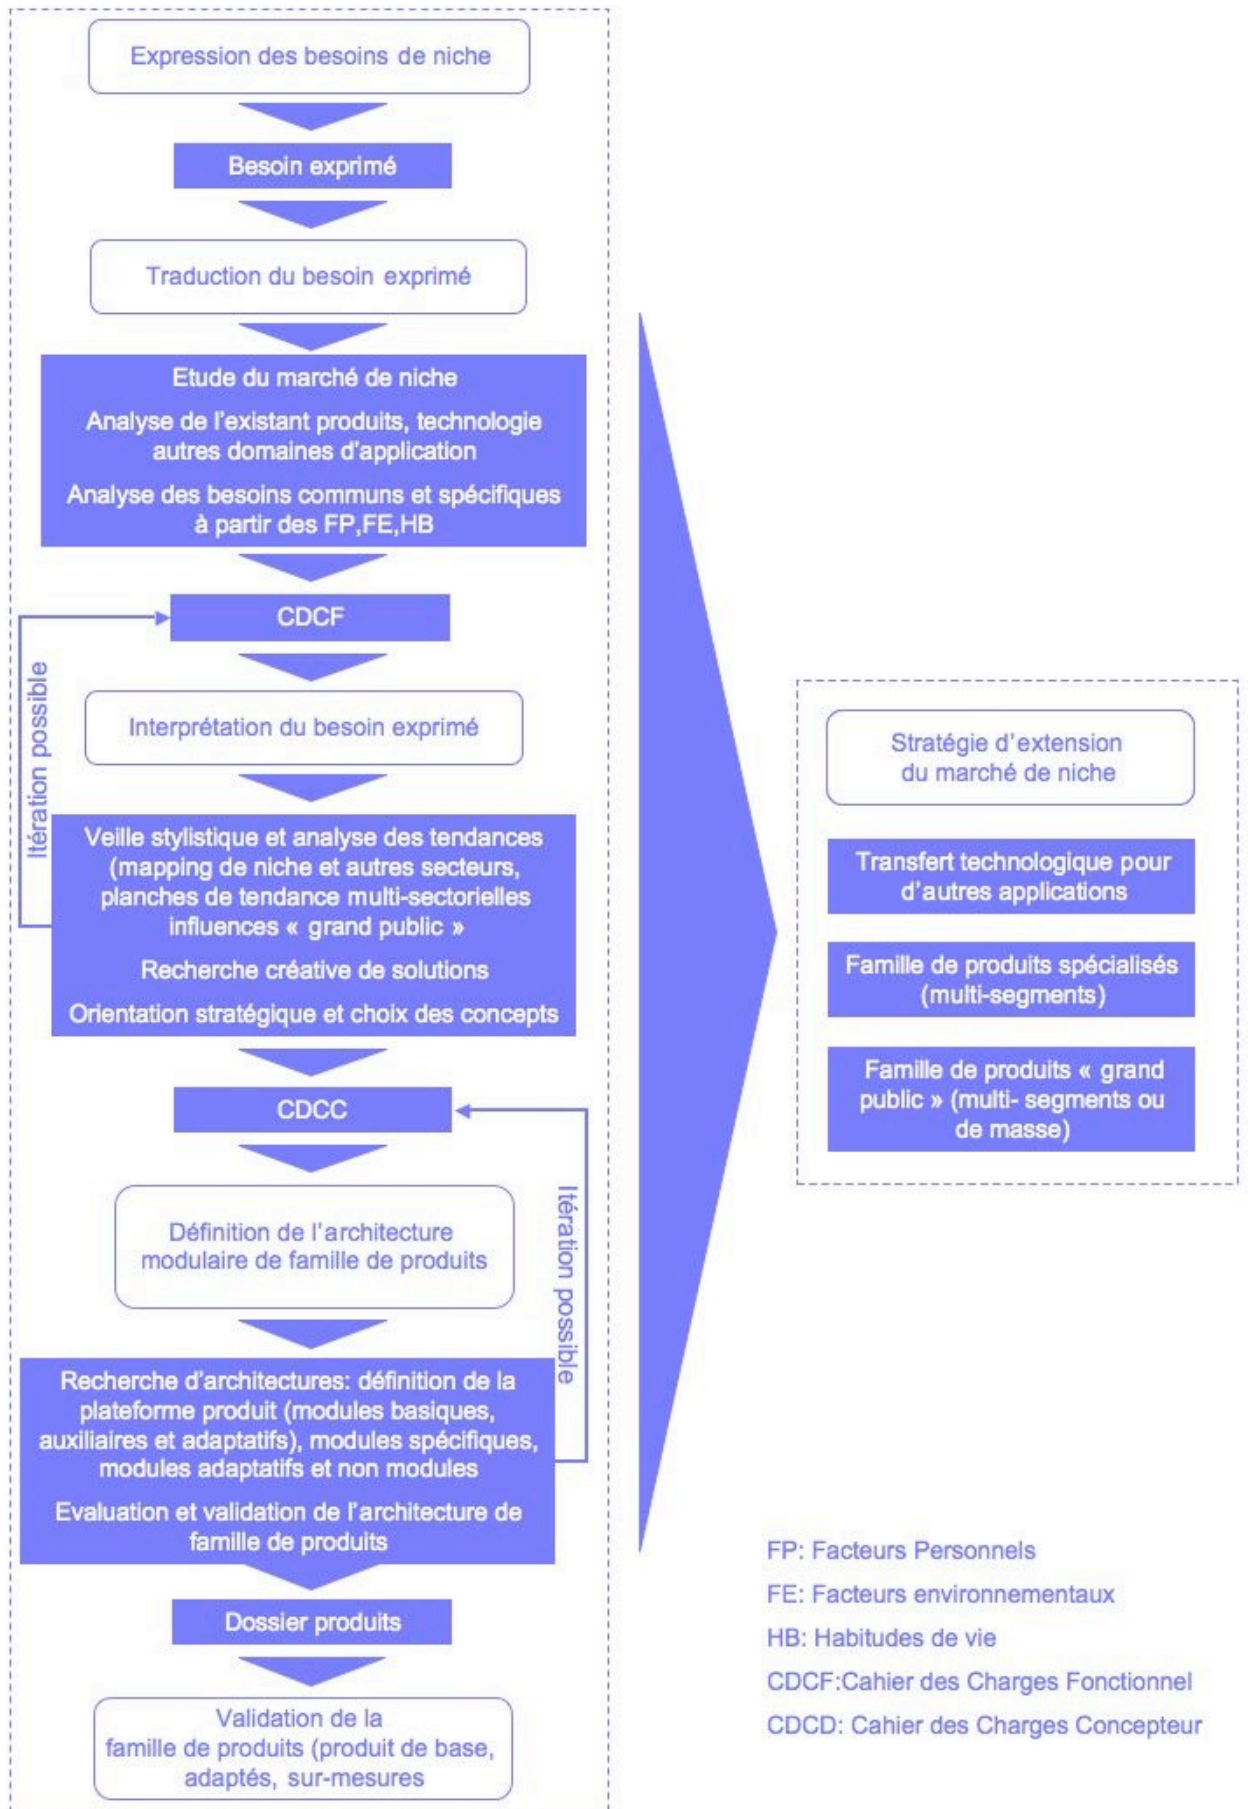 Expression des besoins de niche
Besoin exprimé
Traduction du besoin exprimé
Etude du marché de niche
Analyse de l'existant produits, technologie
autres domaines d'application
Analyse des besoins communs et spécifiques
à partir des FP,FE,HB
CDCF
Itération possible
Interprétation du besoin exprimé
Veille stylistique et analyse des tendances
(mapping de niche et autres secteurs,
planches de tendance multi-sectorielles
influences « grand public »
Recherche créative de solutions
Orientation stratégique et choix des concepts
CDCC
Itération possible
Définition de l'architecture
modulaire de famille de produits
Recherche d'architectures: définition de la
plateforme produit (modules basiques,
auxiliaires et adaptatifs), modules spécifiques,
modules adaptatifs et non modules
Evaluation et validation de l'architecture de
famille de produits
Dossier produits
Validation de la
famille de produits (produit de base,
adaptés, sur-mesures
Stratégie d'extension
du marché de niche
Transfert technologique pour
d'autres applications
Famille de produits spécialisés
(multi-segments)
Famille de produits « grand
public » (multi- segments ou
de masse)
FP: Facteurs Personnels
FE: Facteurs environnementaux
HB: Habitudes de vie
CDCF:Cahier des Charges Fonctionnel
CDCD: Cahier des Charges Concepteur